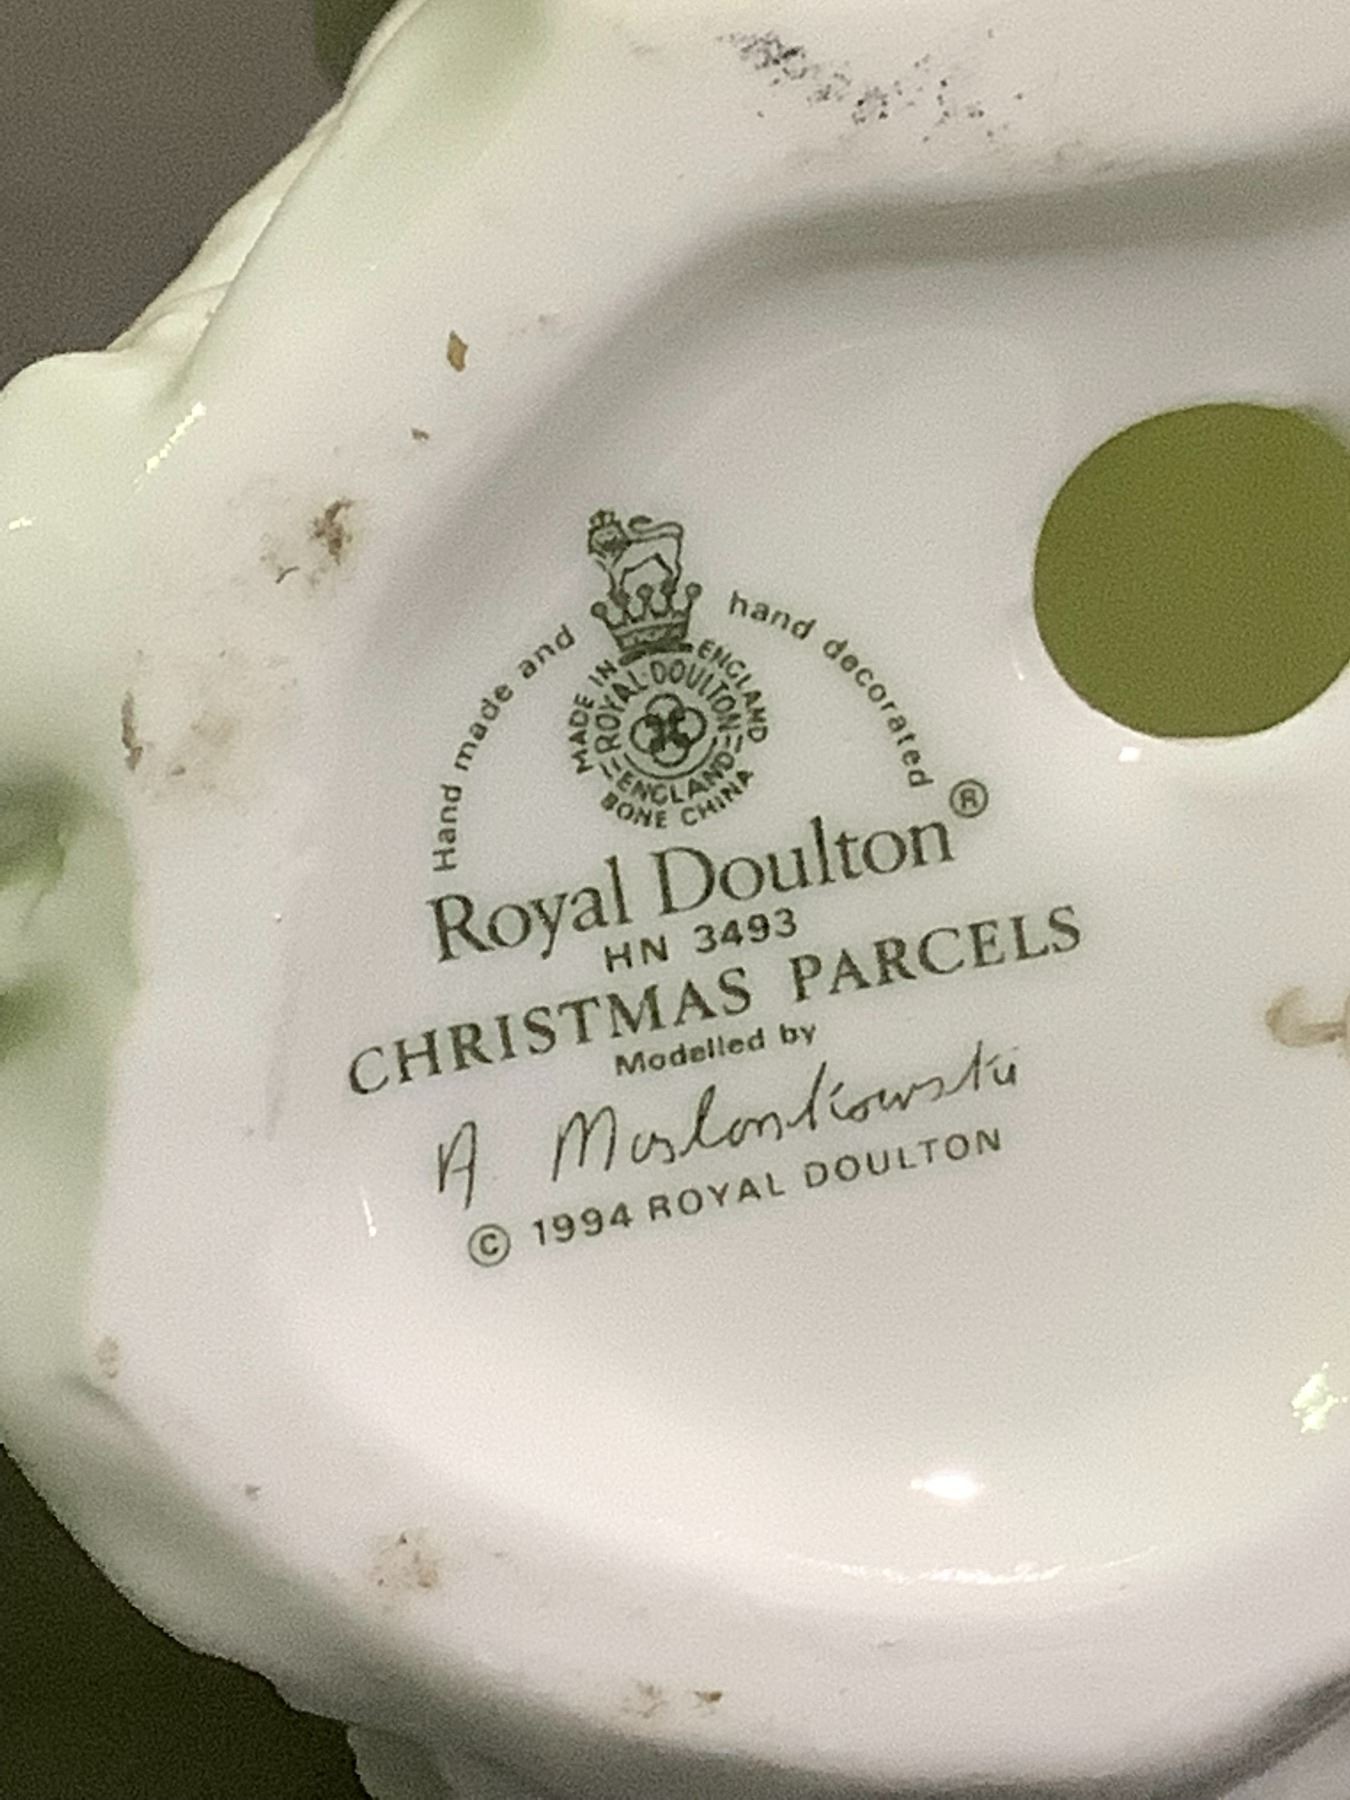 Hand made and hand decorated
MADE IN ENGLAND
ROYAL DOULTON
ENGLAND
BONE CHINA
Royal Doulton®
HN 3493
CHRISTMAS PARCELS
Modelled by
A Maslankowski
© 1994 ROYAL DOULTON